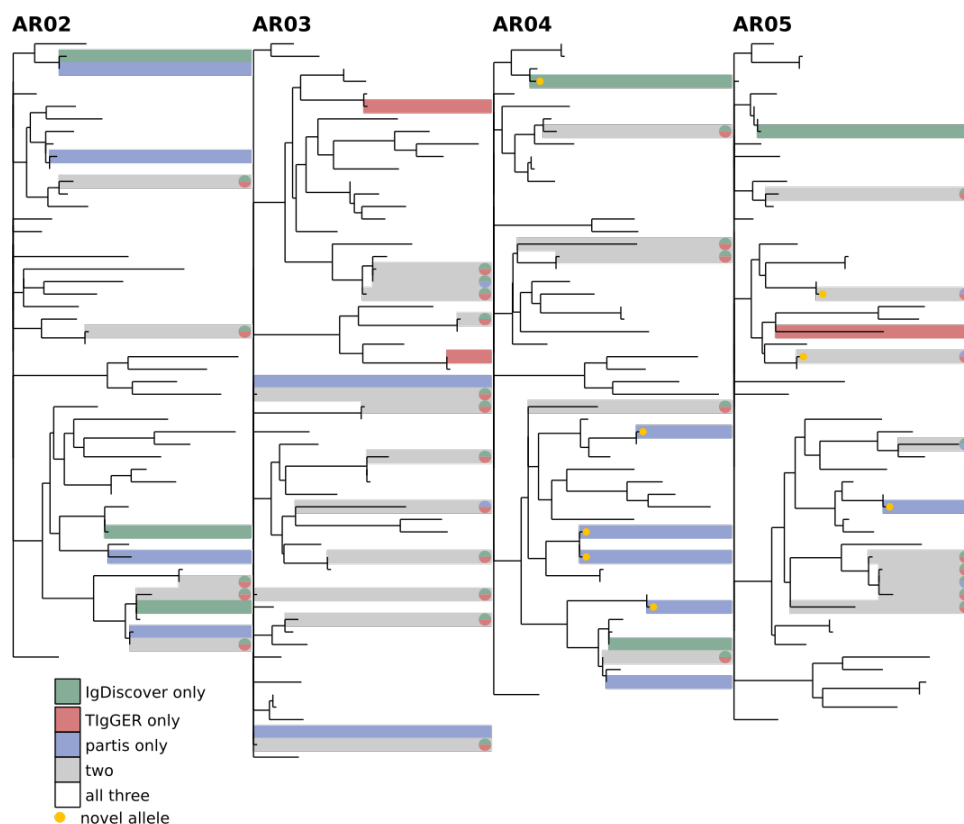 AR02 AR03 AR04 AR05
IgDiscover only
TIgGER only
partis only
two
all three
novel allele